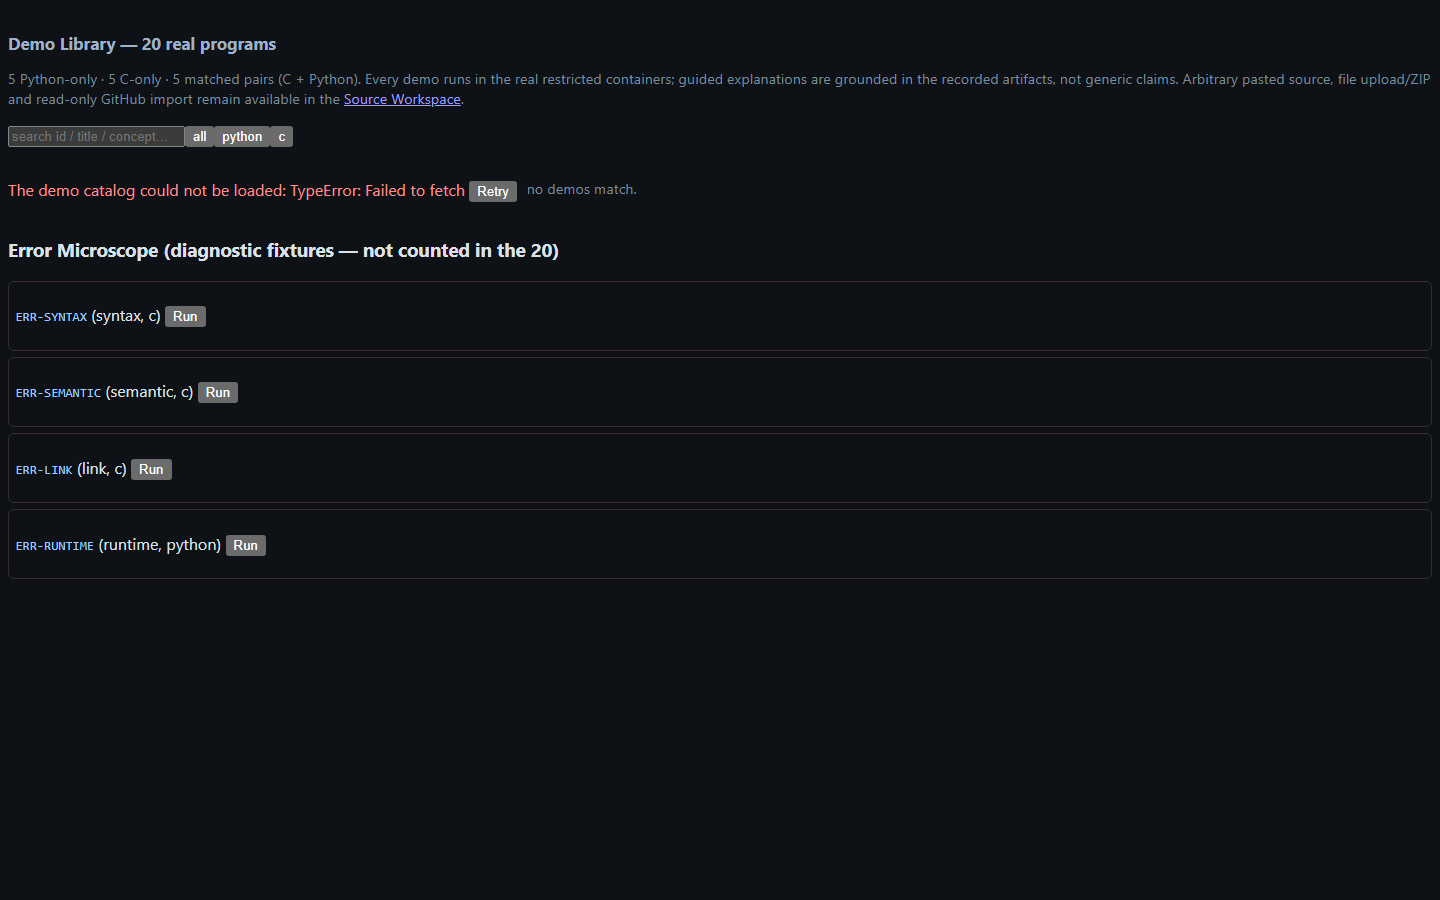 Demo Library — 20 real programs
5 Python-only · 5 C-only · 5 matched pairs (C + Python). Every demo runs in the real restricted containers; guided explanations are grounded in the recorded artifacts, not generic claims. Arbitrary pasted source, file upload/ZIP
and read-only GitHub import remain available in the Source Workspace.
search id / title / concept... all python c
The demo catalog could not be loaded: TypeError: Failed to fetch Retry no demos match.
Error Microscope (diagnostic fixtures — not counted in the 20)
ERR-SYNTAX (syntax, c) Run
ERR-SEMANTIC (semantic, c) Run
ERR-LINK (link, c) Run
ERR-RUNTIME (runtime, python) Run